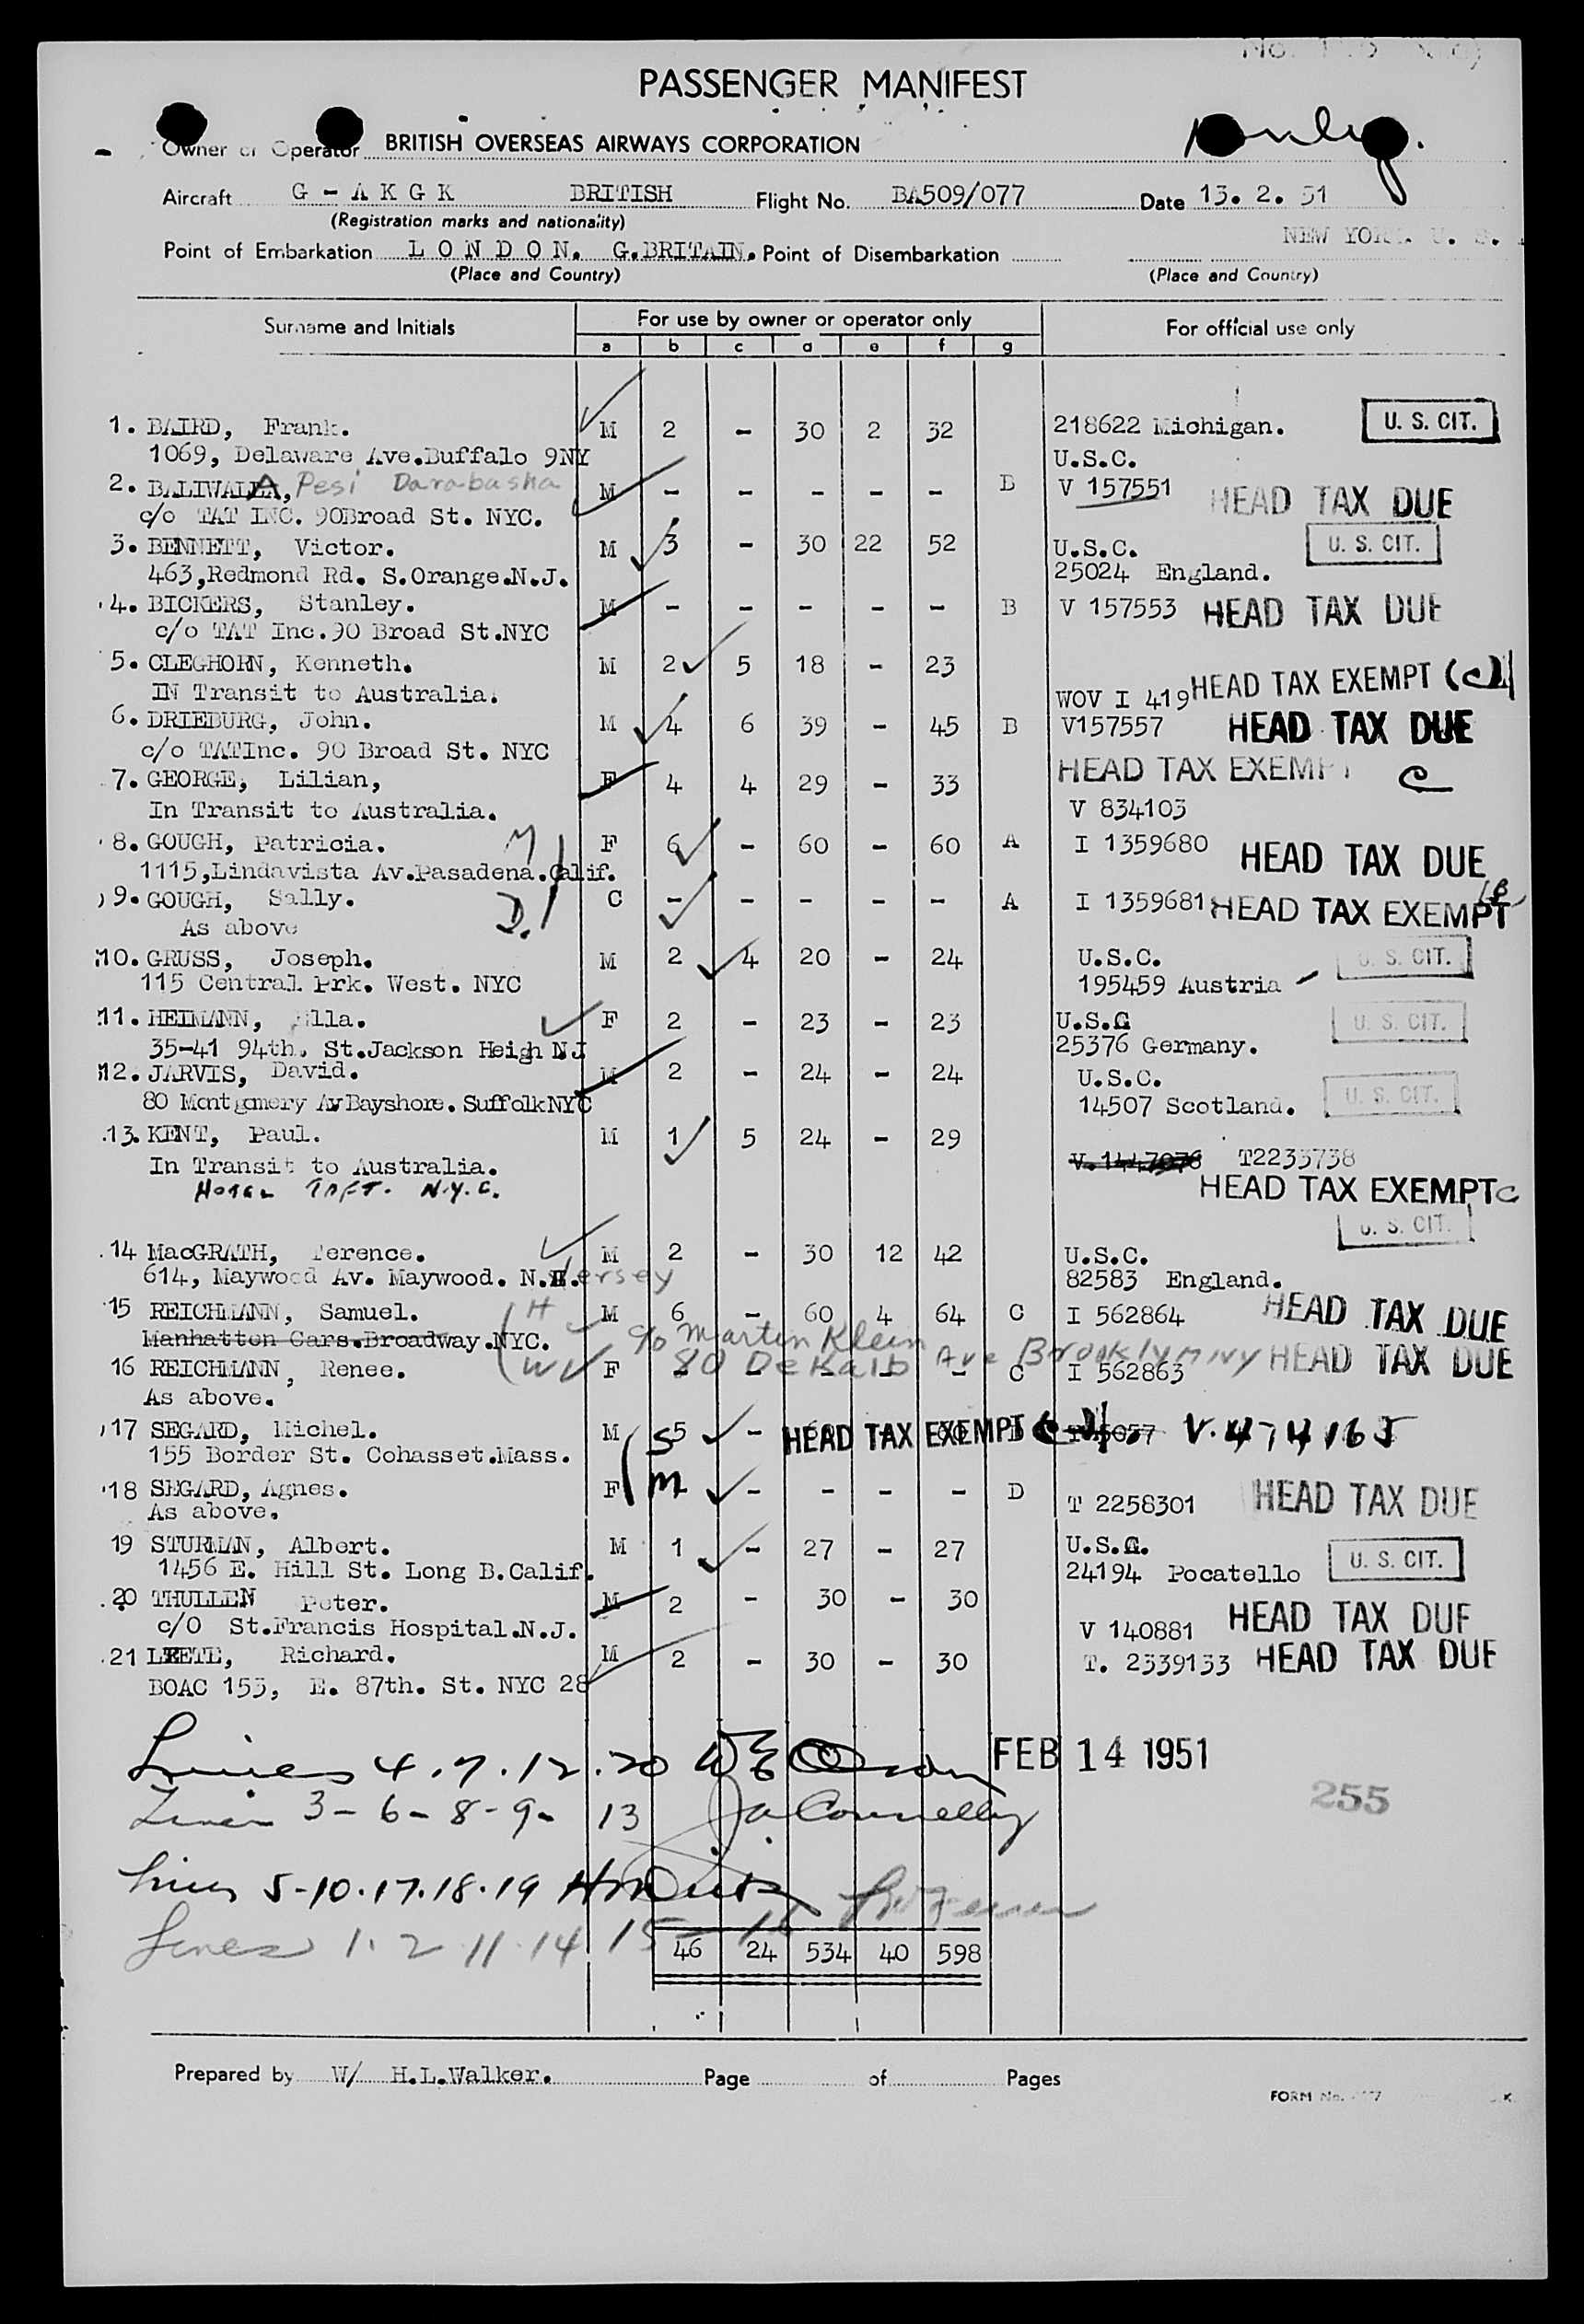 PASSENGER MANIFEST
only.
Owner or Operator BRITISH OVERSEAS AIRWAYS CORPORATION
Aircraft G - A K G K BRITISH Flight No. BA509/077 Date 13. 2. 51
(Registration marks and nationality)
NEW YORK. U. S.
Point of Embarkation L O N D O N. G.BRITAIN. Point of Disembarkation
(Place and Country) (Place and Country)
Surname and Initials For use by owner or operator only For official use only
a b c d e f g
1. BAIRD, Frank. M 2 - 30 2 32 218622 Michigan. U. S. CIT.
1069, Delaware Ave.Buffalo 9NY U.S.C.
2. BALIWALLA, Pesi Darabasha M - - - - - B V 157551 HEAD TAX DUE
c/o TAT INC. 90Broad St. NYC.
3. BENNETT, Victor. M 3 - 30 22 52 U.S.C. U. S. CIT.
463,Redmond Rd. S.Orange.N.J. 25024 England.
4. BICKERS, Stanley. M - - - - - B V 157553 HEAD TAX DUE
c/o TAT Inc.90 Broad St.NYC
5. CLEGHORN, Kenneth. M 2 5 18 - 23
IN Transit to Australia. WOV I 419 HEAD TAX EXEMPT
6. DRIEBURG, John. M 4 6 39 - 45 B V157557 HEAD TAX DUE
c/o TATInc. 90 Broad St. NYC HEAD TAX EXEMPT C
7. GEORGE, Lilian, F 4 4 29 - 33
In Transit to Australia. V 834103
8. GOUGH, Patricia. M F 6 - 60 - 60 A I 1359680 HEAD TAX DUE
1115,Lindavista Av.Pasadena.Calif.
9. GOUGH, Sally. D. C - - - - - A I 1359681 HEAD TAX EXEMPT
As above
10. GRUSS, Joseph. M 2 4 20 - 24 U.S.C. U. S. CIT.
115 Central Prk. West. NYC 195459 Austria
11. HEIMANN, Ella. F 2 - 23 - 23 U.S.C U. S. CIT.
35-41 94th. St.Jackson Heigh NJ 25376 Germany.
12. JARVIS, David. M 2 - 24 - 24 U.S.C.
80 Montgomery AvBayshore.SuffolkNYC 14507 Scotland. U. S. CIT.
13. KENT, Paul. M 1 5 24 - 29
In Transit to Australia. V.1447076 T2233738
HOTEL TAFT. N.Y.C. HEAD TAX EXEMPT C
U. S. CIT.
14 MacGRATH, Terence. M 2 - 30 12 42 U.S.C.
614, Maywood Av. Maywood. N. Jersey 82583 England.
15 REICHMANN, Samuel. H M 6 - 60 4 64 C I 562864 HEAD TAX DUE
Manhatten Cars.Broadway.NYC. c/o Martin Klein
16 REICHMANN, Renee. W F 80 DeKalb Ave Brooklyn NY C I 562863 HEAD TAX DUE
As above.
17 SEGARD, Michel. M S 5 - HEAD TAX EXEMPT V.474165
155 Border St. Cohasset.Mass.
18 SEGARD, Agnes. F M - - - - D T 2258301 HEAD TAX DUE
As above.
19 STURMAN, Albert. M 1 - 27 - 27 U.S.C. U. S. CIT.
1456 E. Hill St. Long B.Calif. 24194 Pocatello
20 THULLEN Peter. M 2 - 30 - 30 HEAD TAX DUE
c/o St.Francis Hospital.N.J. V 140881
21 LEETE, Richard. M 2 - 30 - 30 T. 2339133 HEAD TAX DUE
BOAC 153, E. 87th. St. NYC 28
Lines 4.7.12.20 FEB 14 1951
Lines 3-6-8-9- 13 Connelly 255
Lines 5-10.17.18.19
Lines 1. 2 11.14 15 - 16
46 24 534 40 598
Prepared by W/ H.L.Walker. Page of Pages
FORM No.